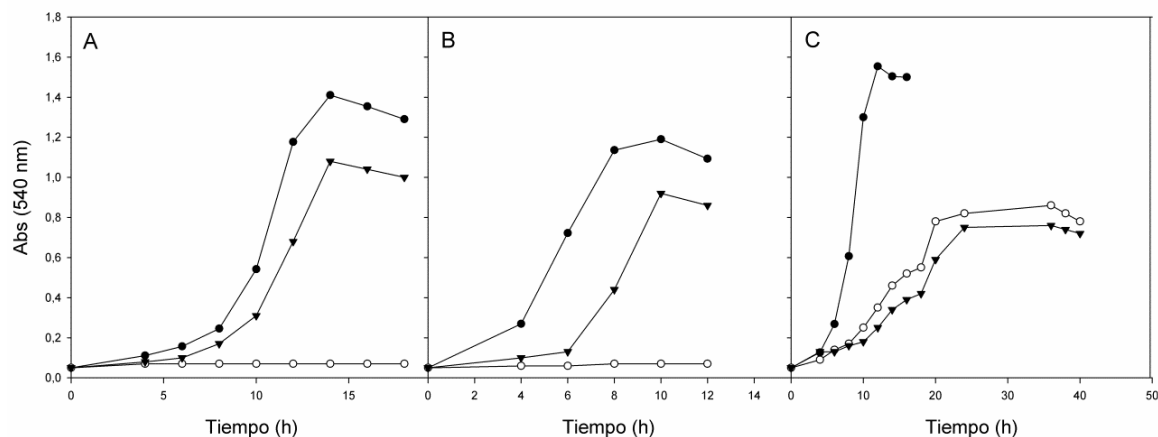 1,8
1,6
1,4
1,2
1,0
0,8
0,6
0,4
0,2
0,0
Abs (540 nm)
A
0 5 10 15
Tiempo (h)
B
0 2 4 6 8 10 12 14
Tiempo (h)
C
0 10 20 30 40 50
Tiempo (h)